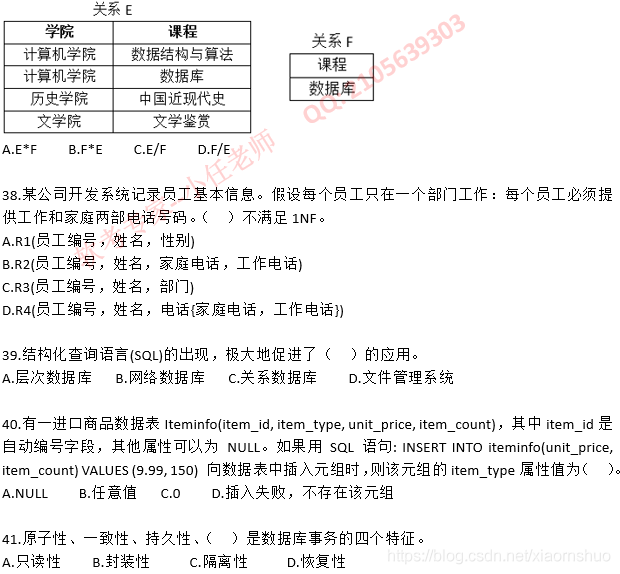 关系 E
学院 课程
计算机学院 数据结构与算法
计算机学院 数据库
历史学院 中国近现代史
文学院 文学鉴赏
关系 F
课程
数据库
A.E*F B.F*E C.E/F D.F/E
38.某公司开发系统记录员工基本信息。假设每个员工只在一个部门工作：每个员工必须提
供工作和家庭两部电话号码。（ ）不满足 1NF。
A.R1(员工编号，姓名，性别)
B.R2(员工编号，姓名，家庭电话，工作电话)
C.R3(员工编号，姓名，部门)
D.R4(员工编号，姓名，电话{家庭电话，工作电话})
39.结构化查询语言(SQL)的出现，极大地促进了（ ）的应用。
A.层次数据库 B.网络数据库 C.关系数据库 D.文件管理系统
40.有一进口商品数据表 Iteminfo(item_id, item_type, unit_price, item_count)，其中 item_id 是
自动编号字段，其他属性可以为 NULL。如果用 SQL 语句: INSERT INTO iteminfo(unit_price,
item_count) VALUES (9.99, 150) 向数据表中插入元组时,则该元组的 item_type 属性值为（ ）。
A.NULL B.任意值 C.0 D.插入失败，不存在该元组
41.原子性、一致性、持久性、（ ）是数据库事务的四个特征。
A.只读性 B.封装性 C.隔离性 D.恢复性
软考专家--小任老师 QQ:2105639303
https://blog.csdn.net/xiaomshuo